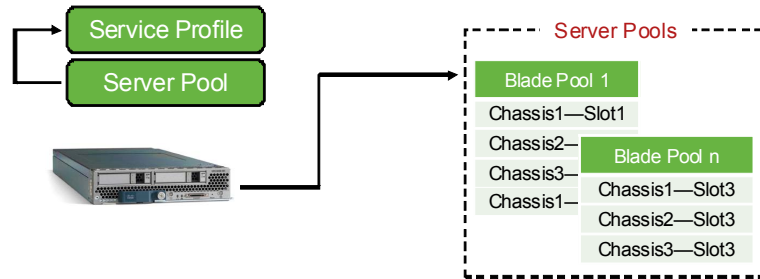 Service Profile
Server Pool
Server Pools
Blade Pool 1
Chassis1—Slot1
Chassis2—
Chassis3—
Chassis1—
Blade Pool n
Chassis1—Slot3
Chassis2—Slot3
Chassis3—Slot3